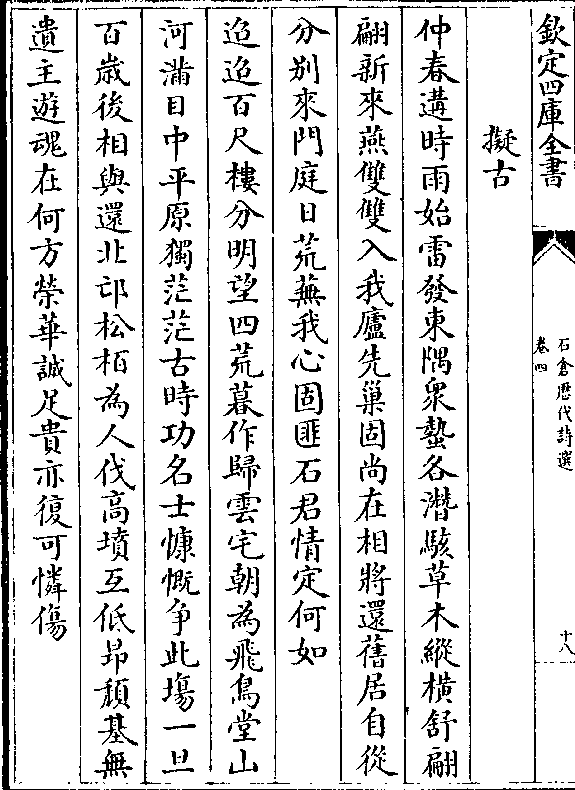 欽定四庫全書
石倉歷代詩選
卷四
十八
擬古
仲春遘時雨始雷發東隅衆蟄各潛駭草木縱橫舒翩
翩新來燕雙雙入我廬先巢固尚在相將還舊居自從
分別來門庭日荒蕪我心固匪石君情定何如
迢迢百尺樓分明望四荒暮作歸雲宅朝為飛鳥堂山
河滿目中平原獨茫茫古時功名士慷慨爭此塲一旦
百歲後相與還北邙松栢為人伐高墳互低昻頹基無
遺主遊魂在何方榮華誠足貴亦復可憐傷